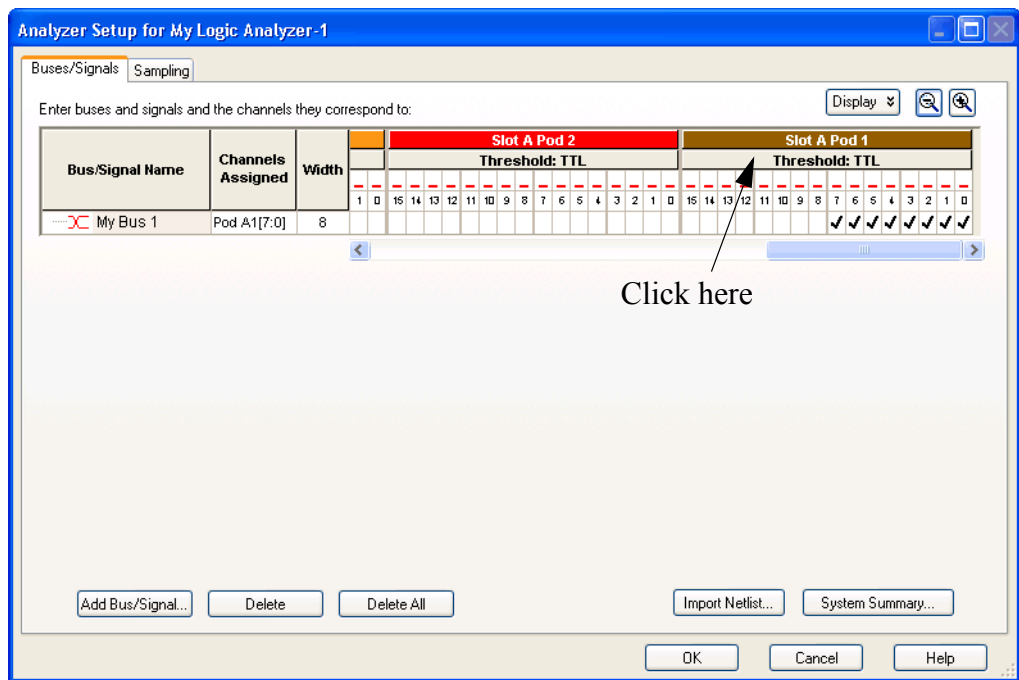 Analyzer Setup for My Logic Analyzer-1
Buses/Signals Sampling
Enter buses and signals and the channels they correspond to:
Display
Bus/Signal Name Channels Assigned Width Slot A Pod 2 Slot A Pod 1
Threshold: TTL Threshold: TTL
1 0 15 14 13 12 11 10 9 8 7 6 5 4 3 2 1 0 15 14 13 12 11 10 9 8 7 6 5 4 3 2 1 0
My Bus 1 Pod A1[7:0] 8
Click here
Add Bus/Signal... Delete Delete All Import Netlist... System Summary...
OK Cancel Help